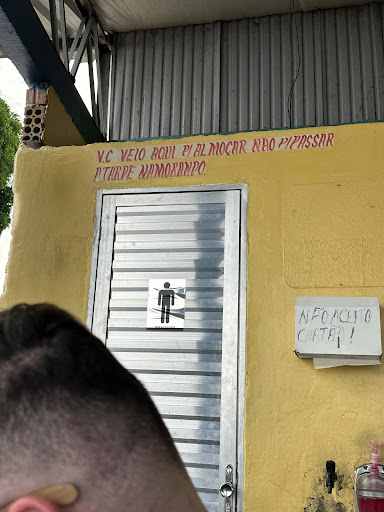 V.C VEIO AQUI P/ALMOÇAR NÃO P/PASSAR
A TARDE NAMORANDO.
NÃO ACEITO
CARTÃO!